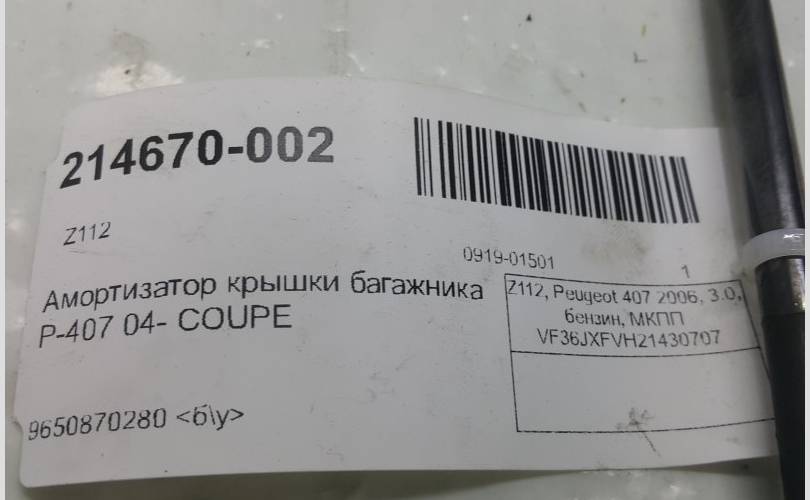 214670-002
Z112
0919-01501
1
Амортизатор крышки багажника
P-407 04- COUPE
Z112, Peugeot 407 2006, 3.0,
бензин, МКПП
VF36JXFVH21430707
9650870280 <б\у>